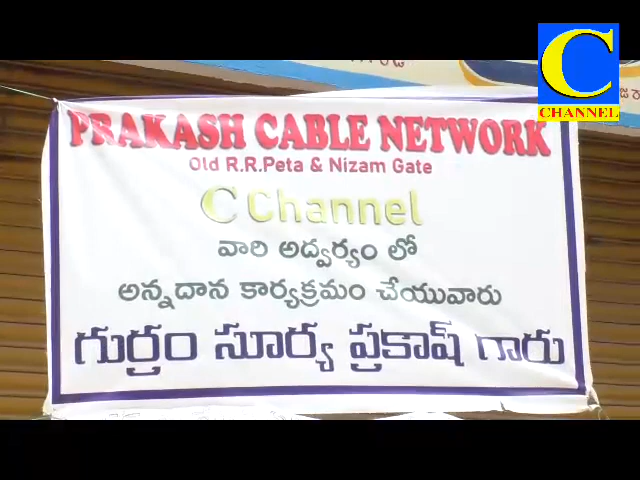 C
CHANNEL
PRAKASH CABLE NETWORK
Old R.R.Peta & Nizam Gate
C Channel
వారి అద్వర్యం లో
అన్నదాన కార్యక్రమం చేయువారు
గుర్రం సూర్య ప్రకాష్ గారు